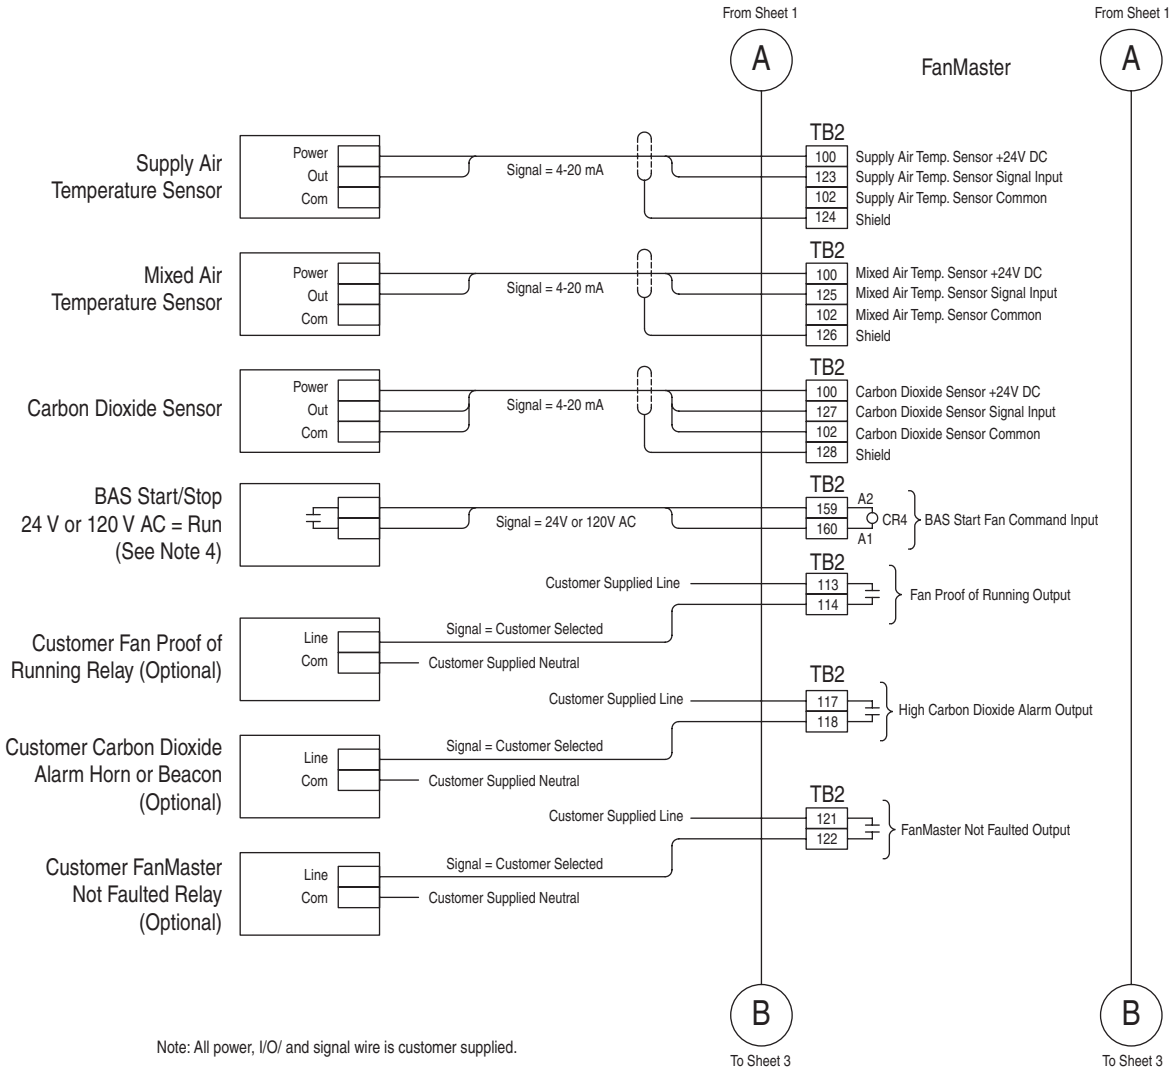 From Sheet 1
From Sheet 1
A
A
FanMaster
Supply Air
Temperature Sensor
Power
Out
Com
Signal = 4-20 mA
TB2
100 Supply Air Temp. Sensor +24V DC
123 Supply Air Temp. Sensor Signal Input
102 Supply Air Temp. Sensor Common
124 Shield
Mixed Air
Temperature Sensor
Power
Out
Com
Signal = 4-20 mA
TB2
100 Mixed Air Temp. Sensor +24V DC
125 Mixed Air Temp. Sensor Signal Input
102 Mixed Air Temp. Sensor Common
126 Shield
Carbon Dioxide Sensor
Power
Out
Com
Signal = 4-20 mA
TB2
100 Carbon Dioxide Sensor +24V DC
127 Carbon Dioxide Sensor Signal Input
102 Carbon Dioxide Sensor Common
128 Shield
BAS Start/Stop
24 V or 120 V AC = Run
(See Note 4)
Signal = 24V or 120V AC
TB2
159
160
A2
CR4
A1
BAS Start Fan Command Input
TB2
Customer Supplied Line
113
114
Fan Proof of Running Output
Customer Fan Proof of
Running Relay (Optional)
Line
Com
Signal = Customer Selected
Customer Supplied Neutral
TB2
Customer Supplied Line
117
118
High Carbon Dioxide Alarm Output
Customer Carbon Dioxide
Alarm Horn or Beacon
(Optional)
Line
Com
Signal = Customer Selected
Customer Supplied Neutral
TB2
Customer Supplied Line
121
122
FanMaster Not Faulted Output
Customer FanMaster
Not Faulted Relay
(Optional)
Line
Com
Signal = Customer Selected
Customer Supplied Neutral
B
B
Note: All power, I/O/ and signal wire is customer supplied.
To Sheet 3
To Sheet 3